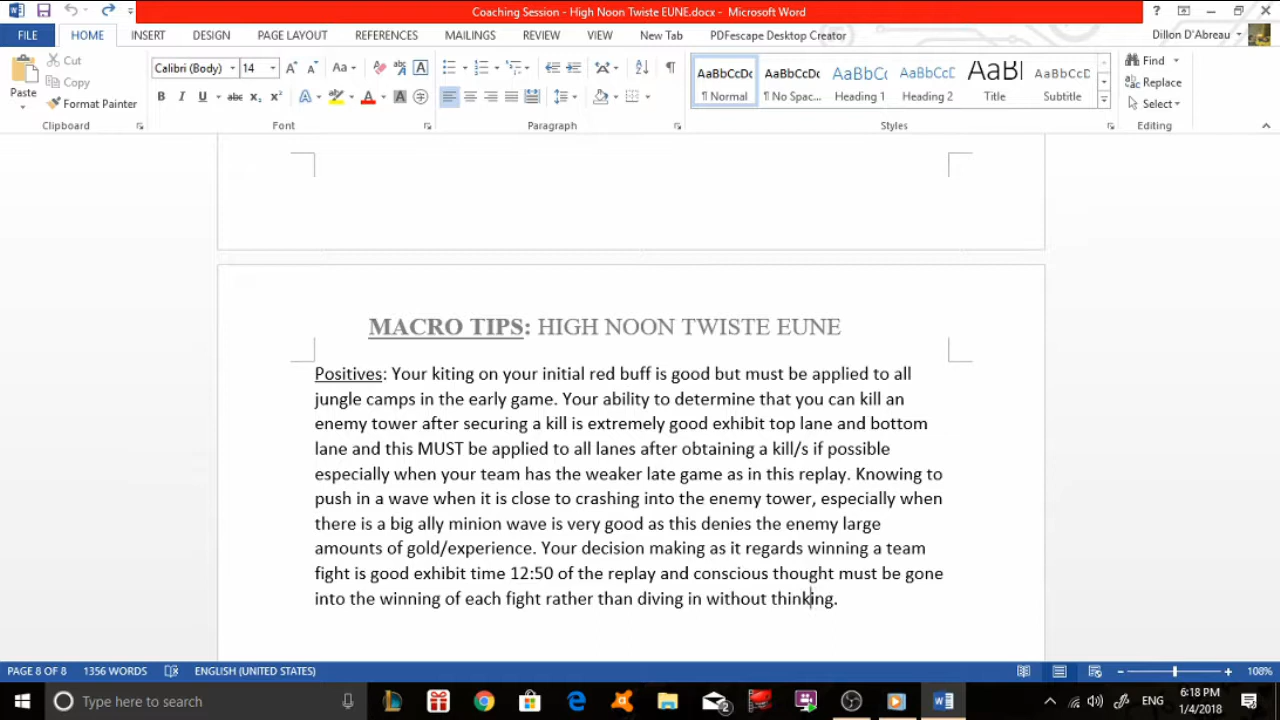 Coaching Session - High Noon Twiste EUNE.docx - Microsoft Word
FILE HOME INSERT DESIGN PAGE LAYOUT REFERENCES MAILINGS REVIEW VIEW New Tab PDFescape Desktop Creator Dillon D'Abreau
Cut
Copy
Format Painter
Paste
Clipboard
Calibri (Body) 14
Font
Paragraph
AaBbCcDc AaBbCcDc AaBbCc AaBbCcD AaBl AaBbCcD
¶ Normal ¶ No Spac... Heading 1 Heading 2 Title Subtitle
Styles
Find
Replace
Select
Editing
MACRO TIPS: HIGH NOON TWISTE EUNE
Positives: Your kiting on your initial red buff is good but must be applied to all
jungle camps in the early game. Your ability to determine that you can kill an
enemy tower after securing a kill is extremely good exhibit top lane and bottom
lane and this MUST be applied to all lanes after obtaining a kill/s if possible
especially when your team has the weaker late game as in this replay. Knowing to
push in a wave when it is close to crashing into the enemy tower, especially when
there is a big ally minion wave is very good as this denies the enemy large
amounts of gold/experience. Your decision making as it regards winning a team
fight is good exhibit time 12:50 of the replay and conscious thought must be gone
into the winning of each fight rather than diving in without thinking.
PAGE 8 OF 8 1356 WORDS ENGLISH (UNITED STATES) 108%
Type here to search
2
ENG
6:18 PM
1/4/2018